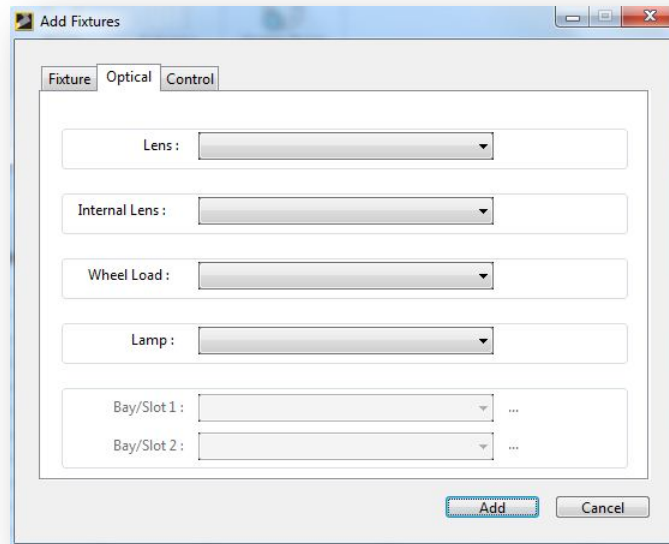 Add Fixtures
Fixture Optical Control
Lens :
Internal Lens :
Wheel Load :
Lamp :
Bay/Slot 1 : ...
Bay/Slot 2 : ...
Add Cancel